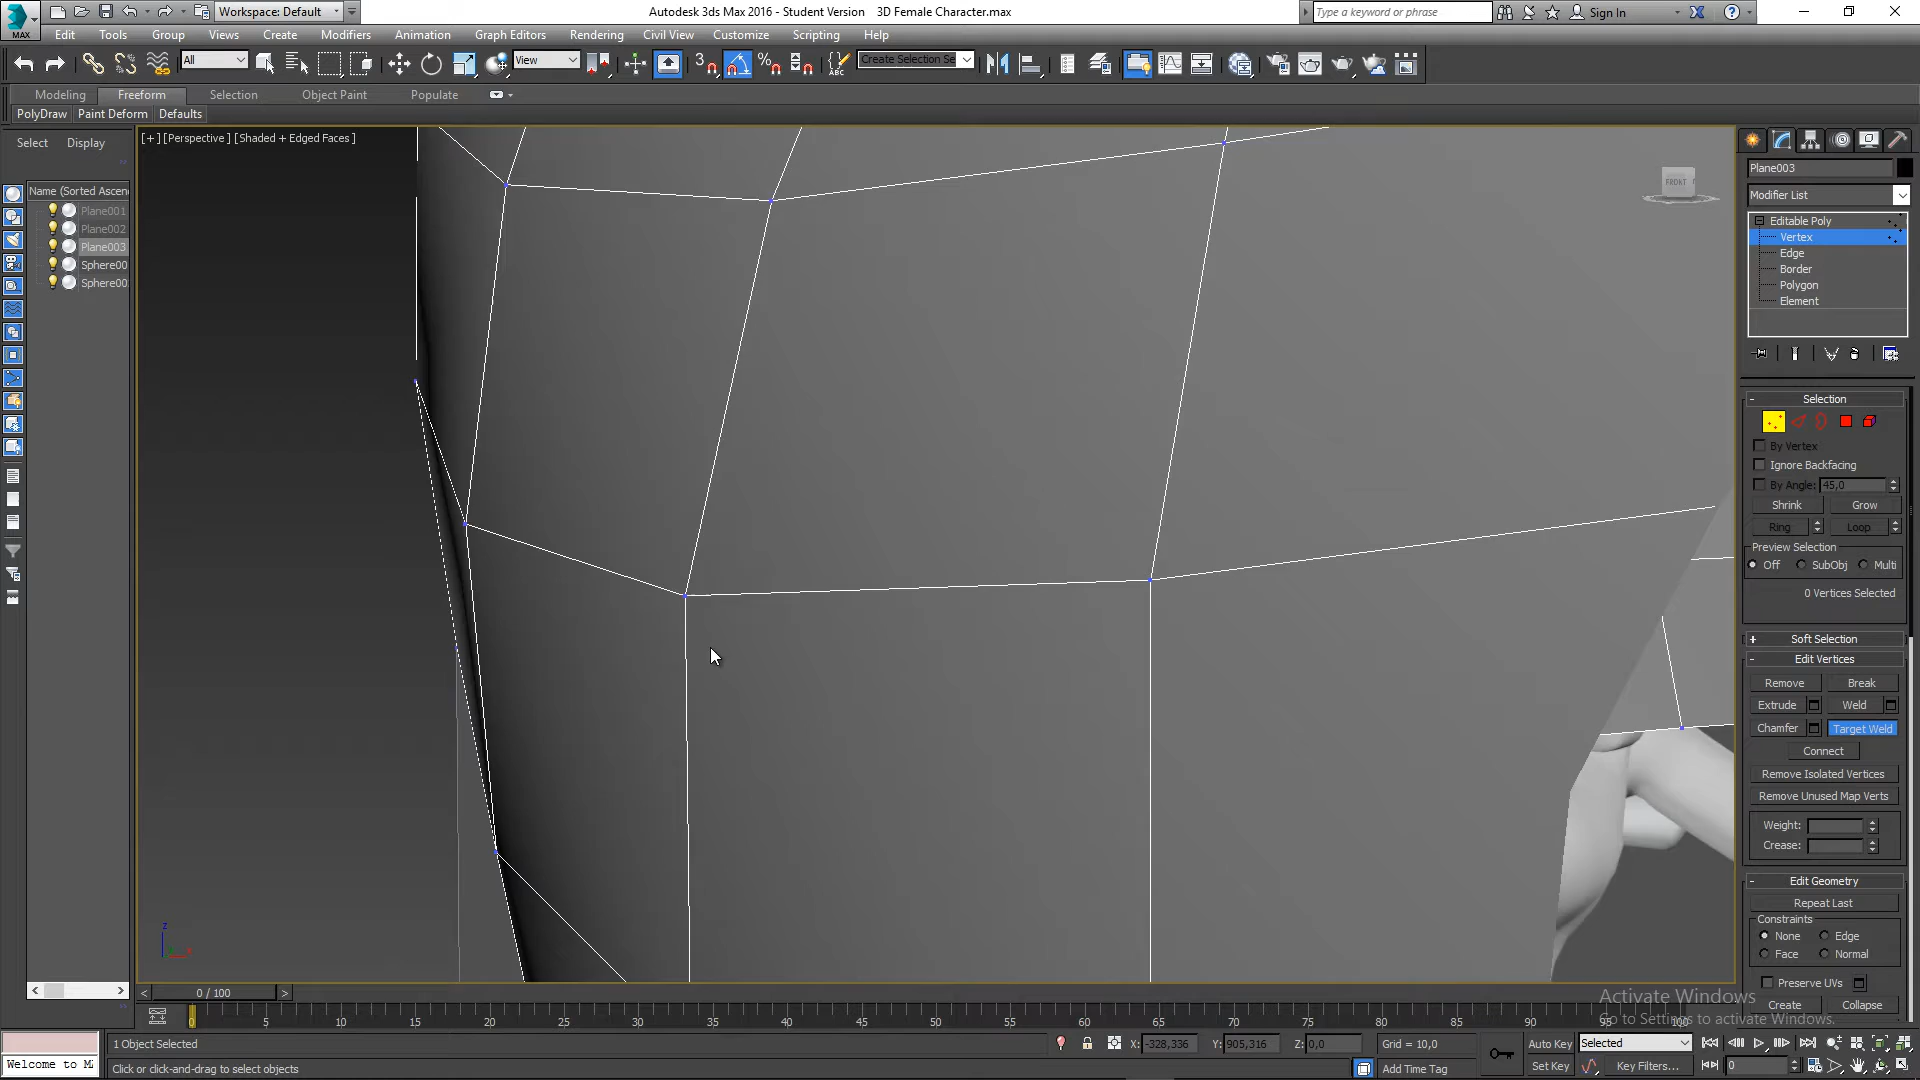 MAX
Workspace: Default
Autodesk 3ds Max 2016 - Student Version    3D Female Character.max
Type a keyword or phrase
Sign In
Edit Tools Group Views Create Modifiers Animation Graph Editors Rendering Civil View Customize Scripting Help
All
View
3
ABC
Create Selection Se
Modeling Freeform Selection Object Paint Populate
PolyDraw Paint Deform Defaults
Select Display
[+] [Perspective] [Shaded + Edged Faces]
Name (Sorted Ascen
Plane001
Plane002
Plane003
Sphere00
Sphere00
FRONT
Plane003
Modifier List
Editable Poly
Vertex
Edge
Border
Polygon
Element
Selection
By Vertex
Ignore Backfacing
By Angle: 45,0
Shrink Grow
Ring Loop
Preview Selection
Off SubObj Multi
0 Vertices Selected
Soft Selection
Edit Vertices
Remove Break
Extrude Weld
Chamfer Target Weld
Connect
Remove Isolated Vertices
Remove Unused Map Verts
Weight:
Crease:
Edit Geometry
Repeat Last
Constraints
None Edge
Face Normal
Preserve UVs
Create Collapse
Activate Windows
Go to Settings to activate Windows.
z
x
0 / 100
0 5 10 15 20 25 30 35 40 45 50 55 60 65 70 75 80 85 90 95 100
1 Object Selected
X: -328,336 Y: 905,316 Z: 0,0 Grid = 10,0
Auto Key Selected
Welcome to M
Click or click-and-drag to select objects
Add Time Tag
Set Key Key Filters... 0